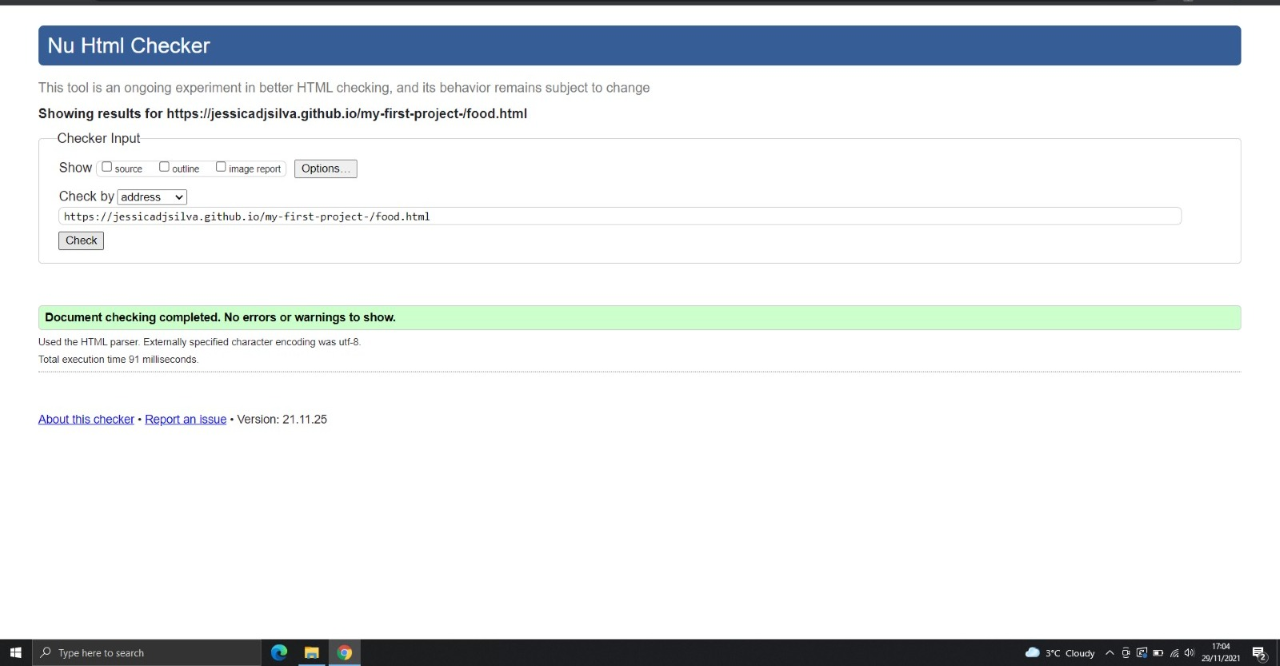 Nu Html Checker
This tool is an ongoing experiment in better HTML checking, and its behavior remains subject to change
Showing results for https://jessicadjsilva.github.io/my-first-project-/food.html
Checker Input
Show source outline image report Options...
Check by address
https://jessicadjsilva.github.io/my-first-project-/food.html
Check
Document checking completed. No errors or warnings to show.
Used the HTML parser. Externally specified character encoding was utf-8.
Total execution time 91 milliseconds.
About this checker • Report an issue • Version: 21.11.25
Type here to search
3°C Cloudy
17:04
29/11/2021
2